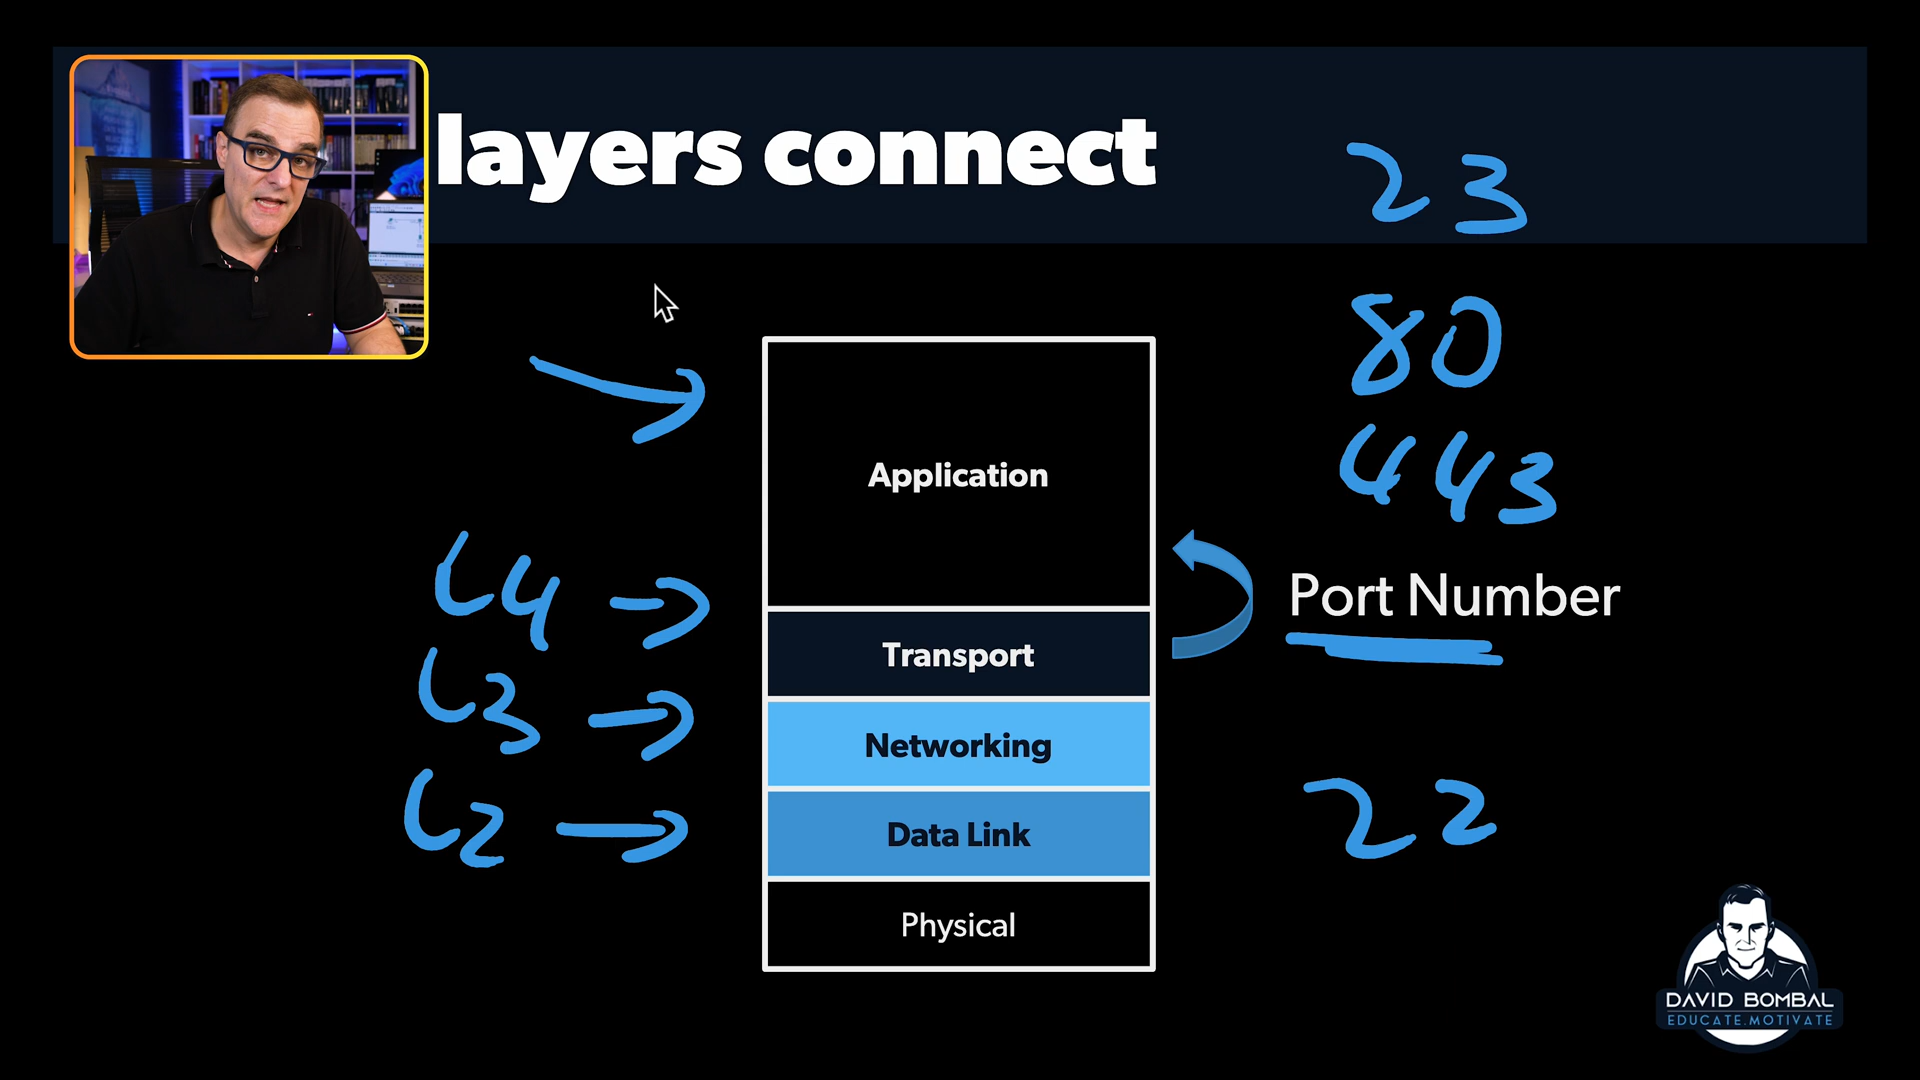 layers connect
23
80
443
Application
Port Number
L4 →
Transport
L3 →
Networking
L2 →
Data Link
22
Physical
DAVID BOMBAL
EDUCATE.MOTIVATE